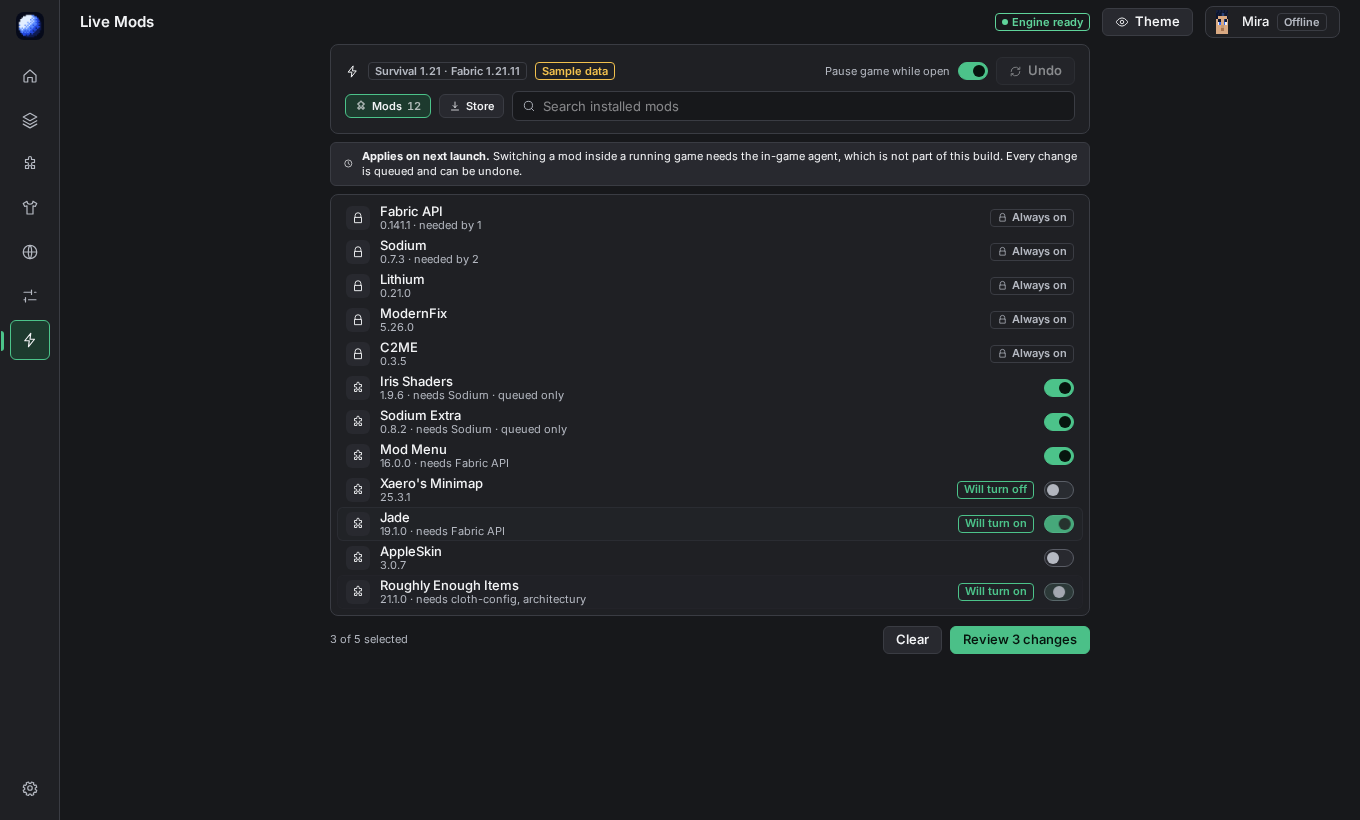 Live Mods
Engine ready
Theme
Mira
Offline
Survival 1.21 · Fabric 1.21.11
Sample data
Pause game while open
Undo
Mods 12
Store
Search installed mods
Applies on next launch. Switching a mod inside a running game needs the in-game agent, which is not part of this build. Every change
is queued and can be undone.
Fabric API
0.141.1 · needed by 1
Always on
Sodium
0.7.3 · needed by 2
Always on
Lithium
0.21.0
Always on
ModernFix
5.26.0
Always on
C2ME
0.3.5
Always on
Iris Shaders
1.9.6 · needs Sodium · queued only
Sodium Extra
0.8.2 · needs Sodium · queued only
Mod Menu
16.0.0 · needs Fabric API
Xaero's Minimap
25.3.1
Will turn off
Jade
19.1.0 · needs Fabric API
Will turn on
AppleSkin
3.0.7
Roughly Enough Items
21.1.0 · needs cloth-config, architectury
Will turn on
3 of 5 selected
Clear
Review 3 changes